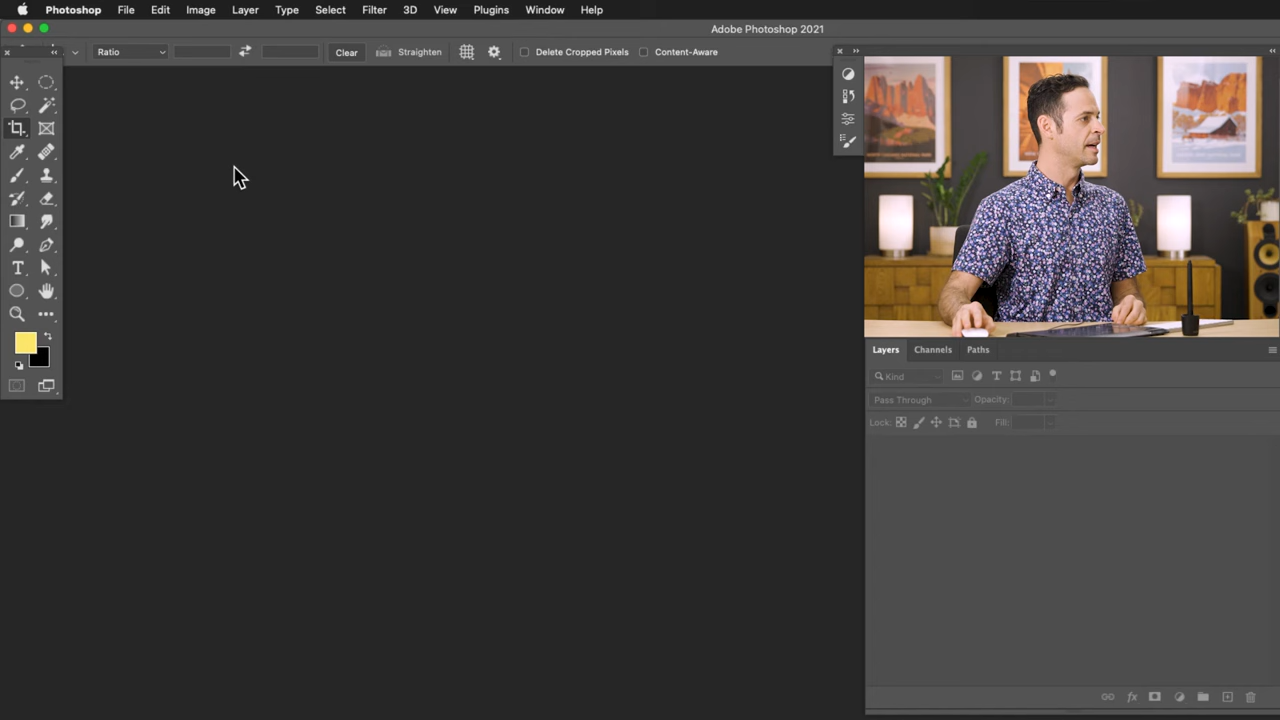 Photoshop File Edit Image Layer Type Select Filter 3D View Plugins Window Help
Adobe Photoshop 2021
Ratio Clear Straighten Delete Cropped Pixels Content-Aware
Layers Channels Paths
Kind
Pass Through Opacity:
Lock: Fill: